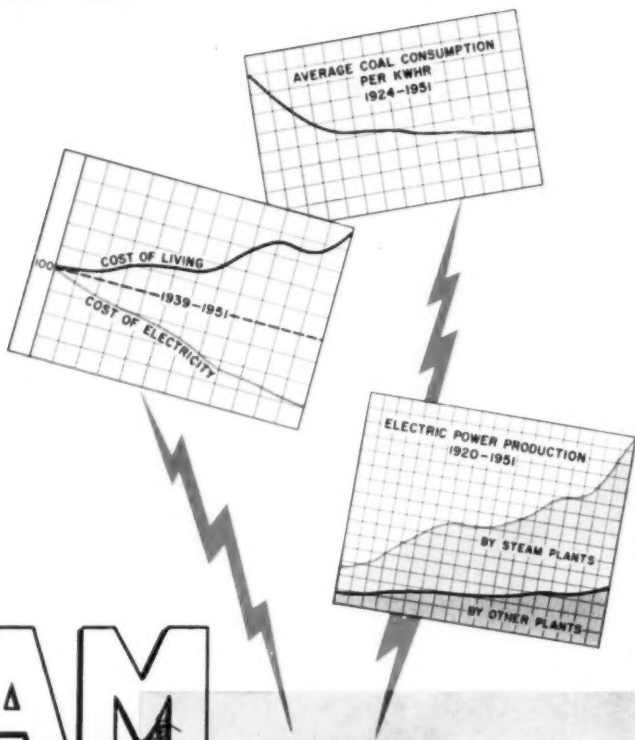 AVERAGE COAL CONSUMPTION
PER KWHR
1924-1951
100
COST OF LIVING
1939-1951
COST OF ELECTRICITY
ELECTRIC POWER PRODUCTION
1920-1951
BY STEAM PLANTS
BY OTHER PLANTS
AM